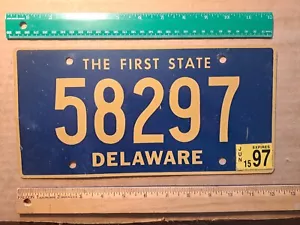 THE FIRST STATE
58297
DELAWARE
EXPIRES
JUN 15 97